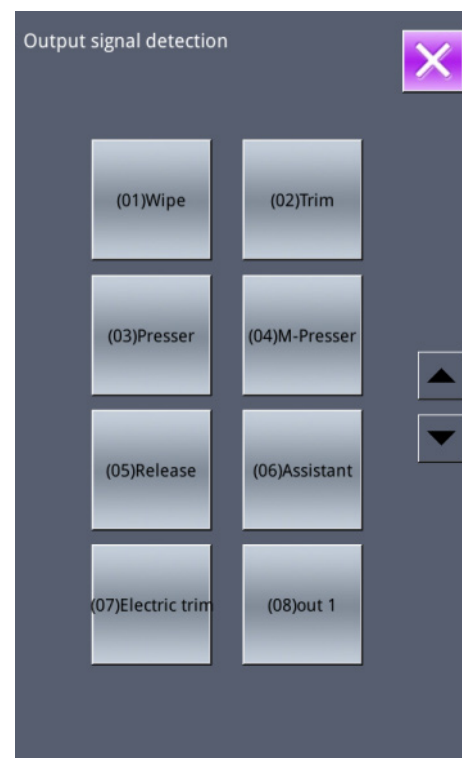 Output signal detection
(01)Wipe
(02)Trim
(03)Presser
(04)M-Presser
(05)Release
(06)Assistant
(07)Electric trim
(08)out 1